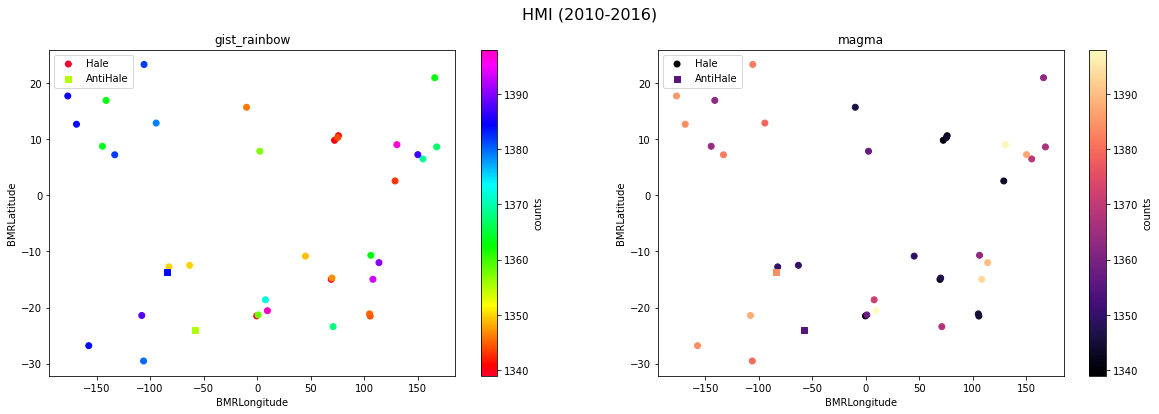 HMI (2010-2016)
gist_rainbow
Hale
AntiHale
20
10
0
−10
−20
−30
BMRLatitude
−150
−100
−50
0
50
100
150
BMRLongitude
1390
1380
1370
1360
1350
1340
counts
magma
Hale
AntiHale
20
10
0
−10
−20
−30
BMRLatitude
−150
−100
−50
0
50
100
150
BMRLongitude
1390
1380
1370
1360
1350
1340
counts